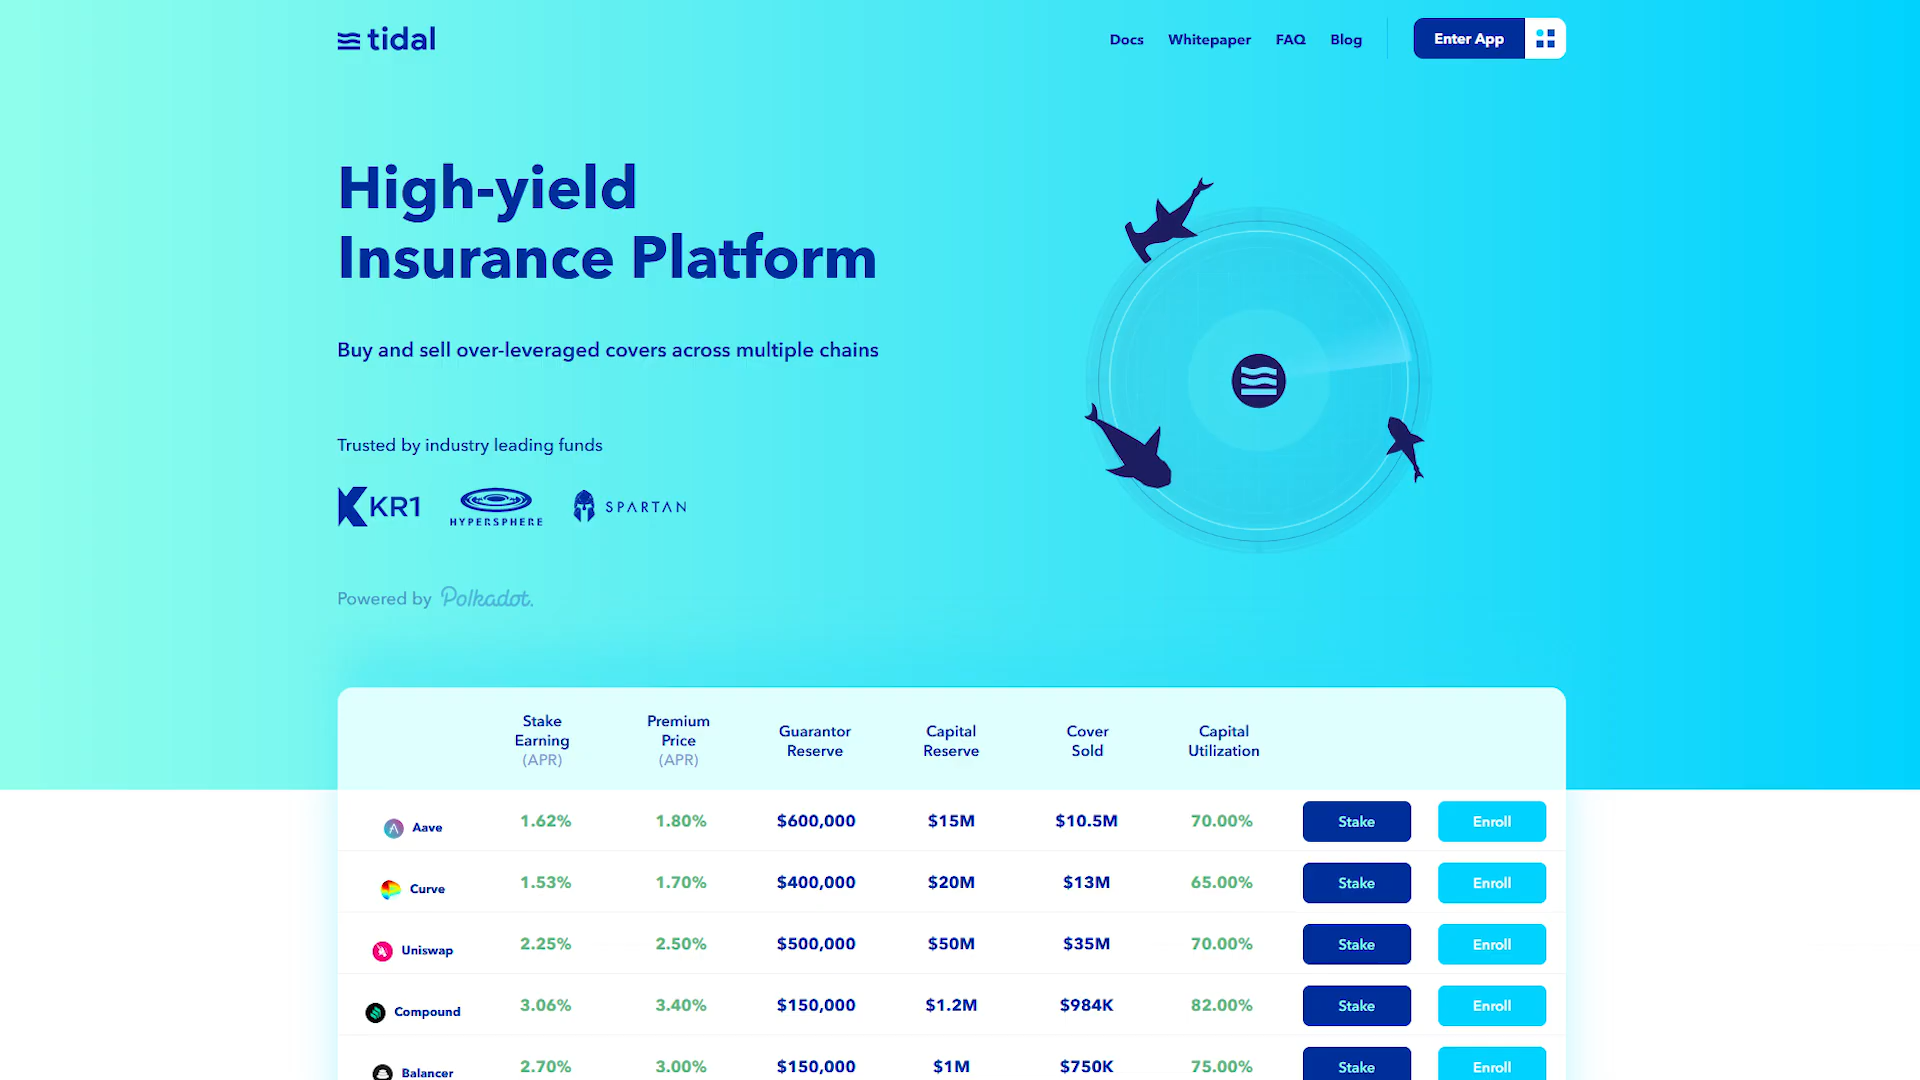 tidal
Docs Whitepaper FAQ Blog Enter App
High-yield
Insurance Platform
Buy and sell over-leveraged covers across multiple chains
Trusted by industry leading funds
KR1 HYPERSPHERE SPARTAN
Powered by Polkadot.
Stake Earning (APR) Premium Price (APR) Guarantor Reserve Capital Reserve Cover Sold Capital Utilization
Aave 1.62% 1.80% $600,000 $15M $10.5M 70.00% Stake Enroll
Curve 1.53% 1.70% $400,000 $20M $13M 65.00% Stake Enroll
Uniswap 2.25% 2.50% $500,000 $50M $35M 70.00% Stake Enroll
Compound 3.06% 3.40% $150,000 $1.2M $984K 82.00% Stake Enroll
Balancer 2.70% 3.00% $150,000 $1M $750K 75.00% Stake Enroll